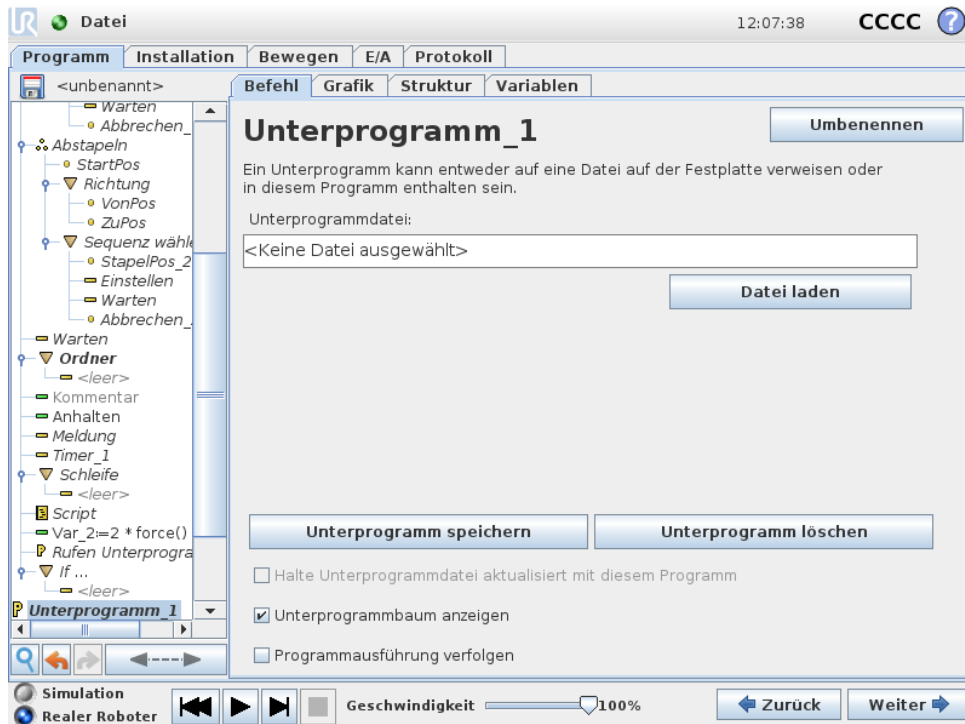 UR Datei 12:07:38 CCCC ?
Programm Installation Bewegen E/A Protokoll
<unbenannt>
Befehl Grafik Struktur Variablen
Warten
Abbrechen_
Abstapeln
StartPos
Richtung
VonPos
ZuPos
Sequenz wähle
StapelPos_2
Einstellen
Warten
Abbrechen_
Warten
Ordner
<leer>
Kommentar
Anhalten
Meldung
Timer_1
Schleife
<leer>
Script
Var_2:=2 * force()
Rufen Unterprogra
If ...
<leer>
Unterprogramm_1
Unterprogramm_1
Umbenennen
Ein Unterprogramm kann entweder auf eine Datei auf der Festplatte verweisen oder
in diesem Programm enthalten sein.
Unterprogrammdatei:
<Keine Datei ausgewählt>
Datei laden
Unterprogramm speichern
Unterprogramm löschen
Halte Unterprogrammdatei aktualisiert mit diesem Programm
Unterprogrammbaum anzeigen
Programmausführung verfolgen
Simulation
Realer Roboter
Geschwindigkeit 100%
Zurück
Weiter